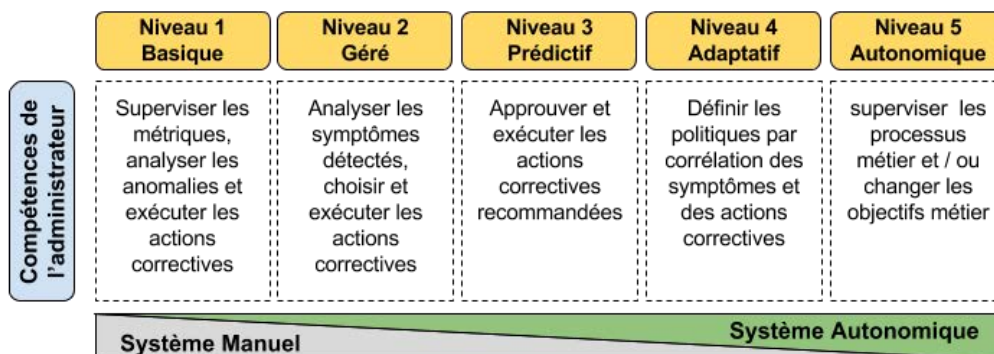 Niveau 1
Basique
Niveau 2
Géré
Niveau 3
Prédictif
Niveau 4
Adaptatif
Niveau 5
Autonomique
Compétences de
l'administrateur
Superviser les
métriques,
analyser les
anomalies et
exécuter les
actions
correctives
Analyser les
symptômes
détectés,
choisir et
exécuter les
actions
correctives
Approuver et
exécuter les
actions
correctives
recommandées
Définir les
politiques par
corrélation des
symptômes et
des actions
correctives
superviser les
processus
métier et / ou
changer les
objectifs métier
Système Manuel
Système Autonomique